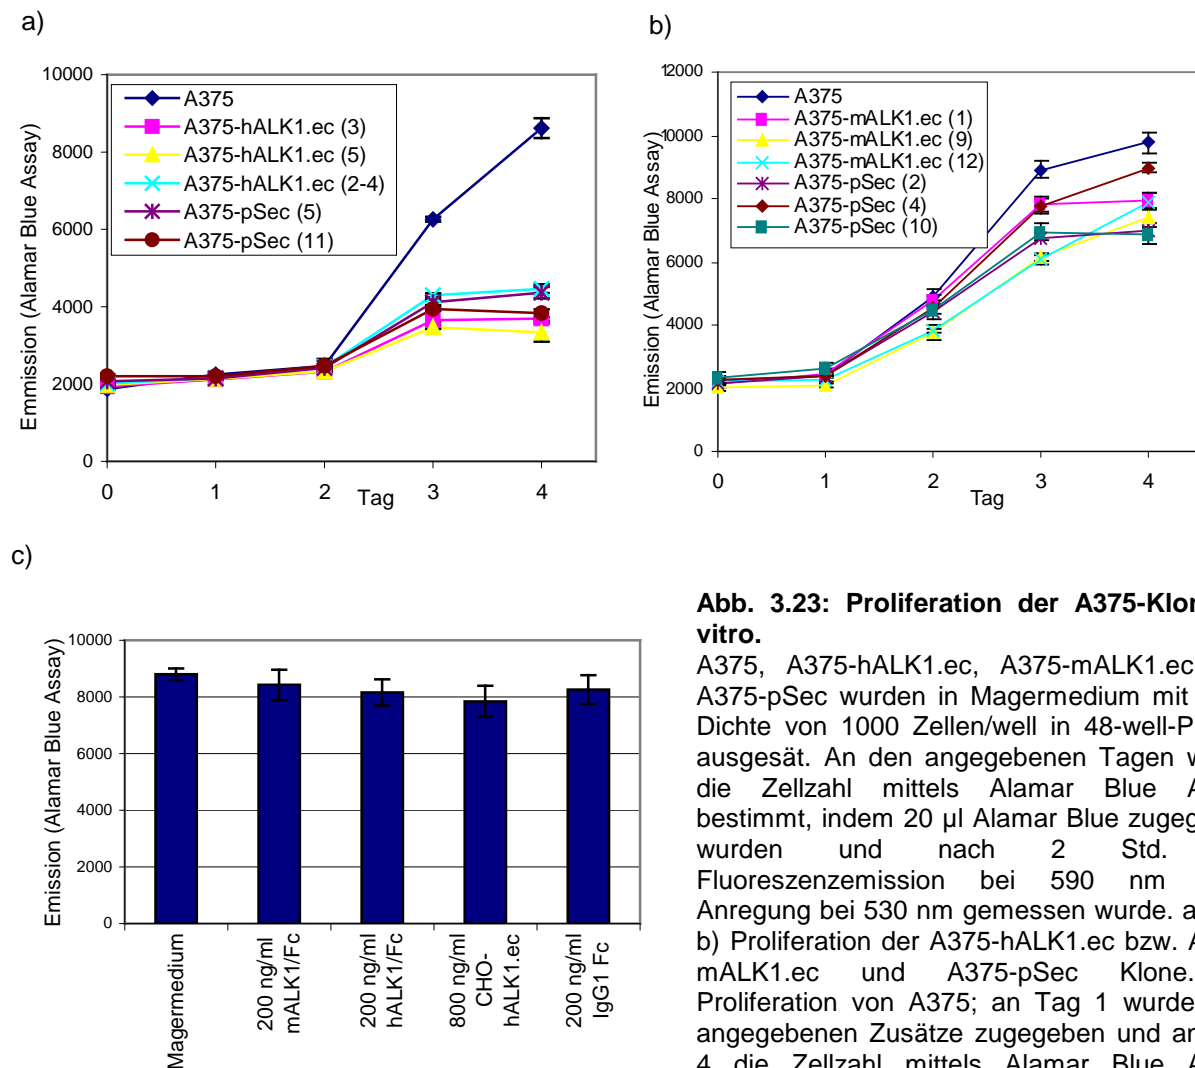 a)
10000
8000
6000
4000
2000
0
Emmission (Alamar Blue Assay)
A375
A375-hALK1.ec (3)
A375-hALK1.ec (5)
A375-hALK1.ec (2-4)
A375-pSec (5)
A375-pSec (11)
0 1 2 3 4
Tag
b)
12000
10000
8000
6000
4000
2000
0
Emission (Alamar Blue Assay)
A375
A375-mALK1.ec (1)
A375-mALK1.ec (9)
A375-mALK1.ec (12)
A375-pSec (2)
A375-pSec (4)
A375-pSec (10)
0 1 2 3 4
Tag
c)
10000
8000
6000
4000
2000
0
Emission (Alamar Blue Assay)
Magermedium
200 ng/ml
mALK1/Fc
200 ng/ml
hALK1/Fc
800 ng/ml
CHO-
hALK1.ec
200 ng/ml
IgG1 Fc
Abb. 3.23: Proliferation der A375-Klon
vitro.
A375, A375-hALK1.ec, A375-mALK1.ec
A375-pSec wurden in Magermedium mit
Dichte von 1000 Zellen/well in 48-well-P
ausgesät. An den angegebenen Tagen w
die Zellzahl mittels Alamar Blue A
bestimmt, indem 20 µl Alamar Blue zugeg
wurden und nach 2 Std.
Fluoreszenzemission bei 590 nm
Anregung bei 530 nm gemessen wurde. a
b) Proliferation der A375-hALK1.ec bzw. A
mALK1.ec und A375-pSec Klone.
Proliferation von A375; an Tag 1 wurde
angegebenen Zusätze zugegeben und an
4 die Zellzahl mittels Alamar Blue A